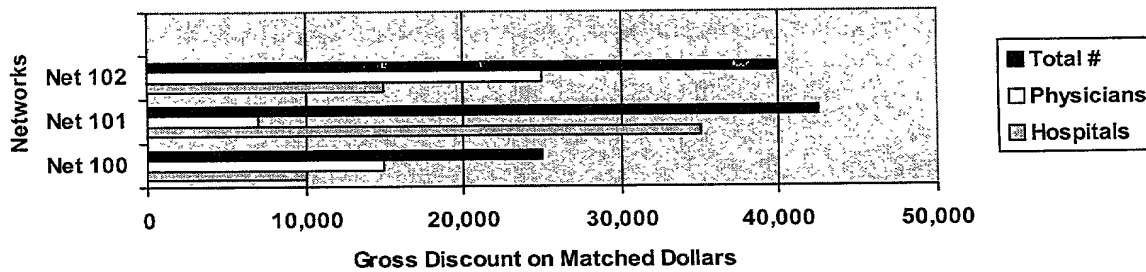 Networks
Net 102
Net 101
Net 100
0 10,000 20,000 30,000 40,000 50,000
Gross Discount on Matched Dollars
Total #
Physicians
Hospitals